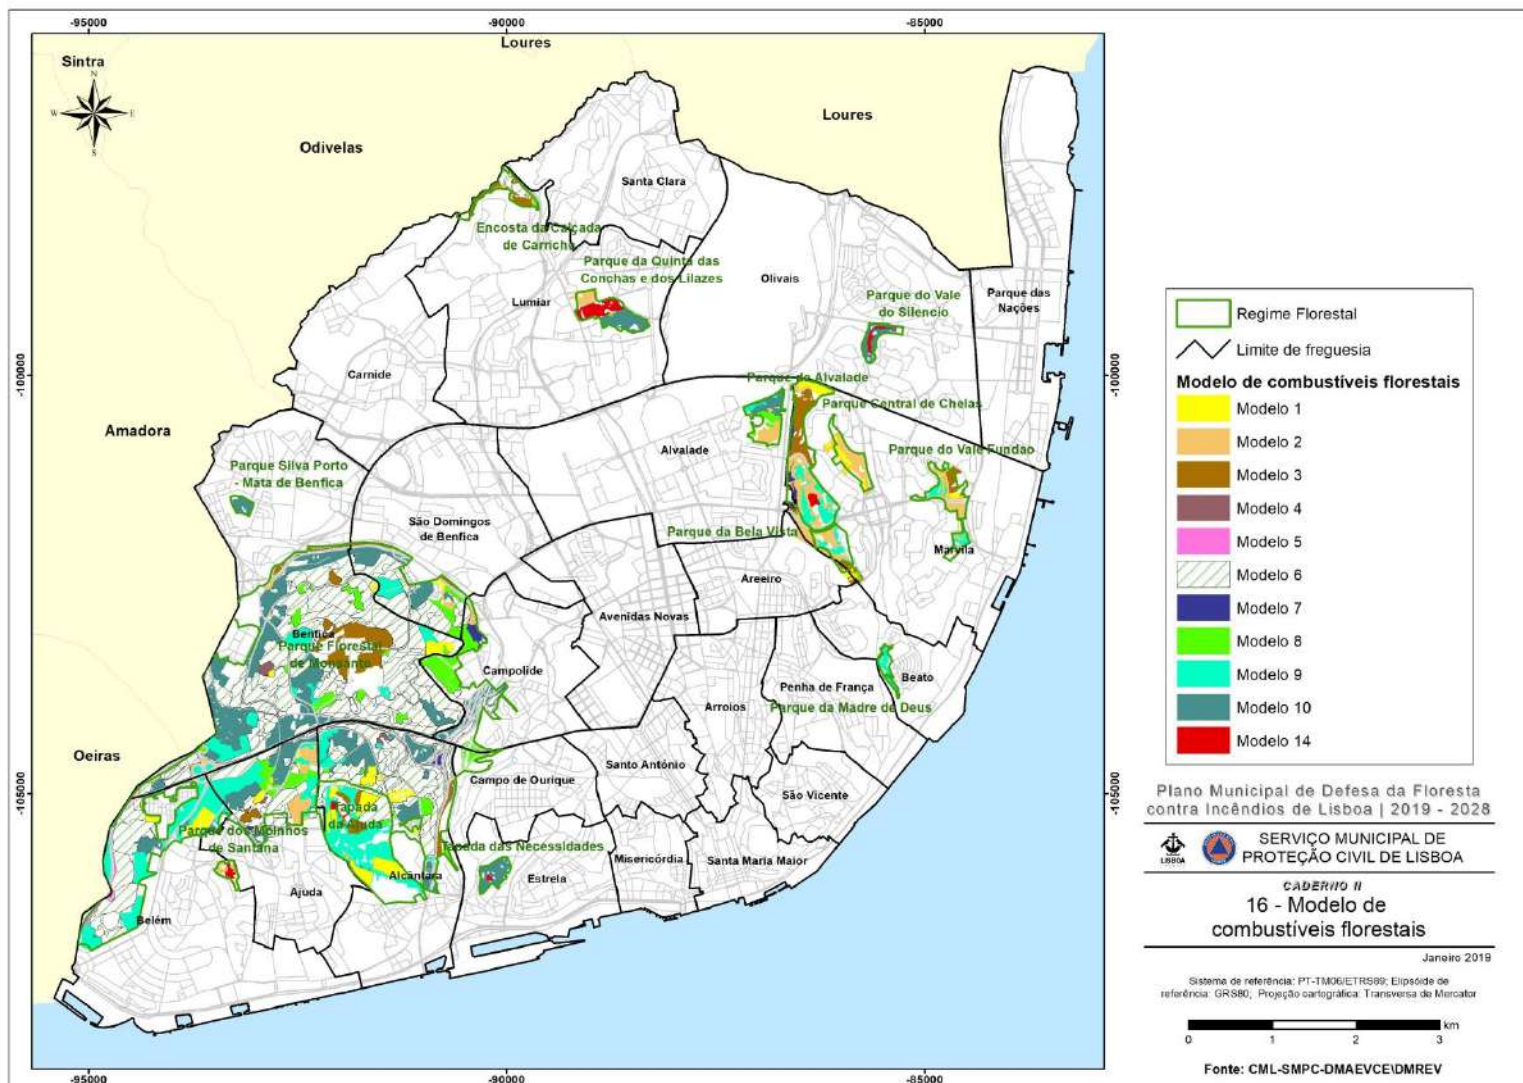 -95000
-90000
-85000
Loures
Sintra
N
W
E
S
Loures
Odivelas
Santa Clara
Encosta da Calçada
de Carriche
Parque da Quinta das
Conchas e dos Lilazes
Olivais
Lumiar
Parque do Vale
do Silencio
Parque das
Nações
-100000
-100000
Carnide
Parque de Alvalade
Parque Central de Chelas
Amadora
Alvalade
Parque do Vale Fundao
Parque Silva Porto
- Mata de Benfica
São Domingos
de Benfica
Parque da Bela Vista
Marvila
Areeiro
Avenidas Novas
Benfica
Parque Florestal
de Monsanto
Campolide
Penha de França
Beato
Arroios
Parque da Madre de Deus
Oeiras
Santo António
Campo de Ourique
São Vicente
-105000
-105000
Tapada
da Ajuda
Parque dos Moinhos
de Santana
Tapada das Necessidades
Misericórdia
Santa Maria Maior
Alcântara
Estrela
Ajuda
Belém
-95000
-90000
-85000
Regime Florestal
Limite de freguesia
Modelo de combustíveis florestais
Modelo 1
Modelo 2
Modelo 3
Modelo 4
Modelo 5
Modelo 6
Modelo 7
Modelo 8
Modelo 9
Modelo 10
Modelo 14
Plano Municipal de Defesa da Floresta
contra Incêndios de Lisboa | 2019 - 2028
LISBOA
SERVIÇO MUNICIPAL DE
PROTEÇÃO CIVIL DE LISBOA
CADERNO II
16 - Modelo de
combustíveis florestais
Janeiro 2019
Sistema de referência: PT-TM06/ETRS89; Elipsóide de
referência: GRS80; Projeção cartográfica: Transversa de Mercator
km
0 1 2 3
Fonte: CML-SMPC-DMAEVCE\DMREV